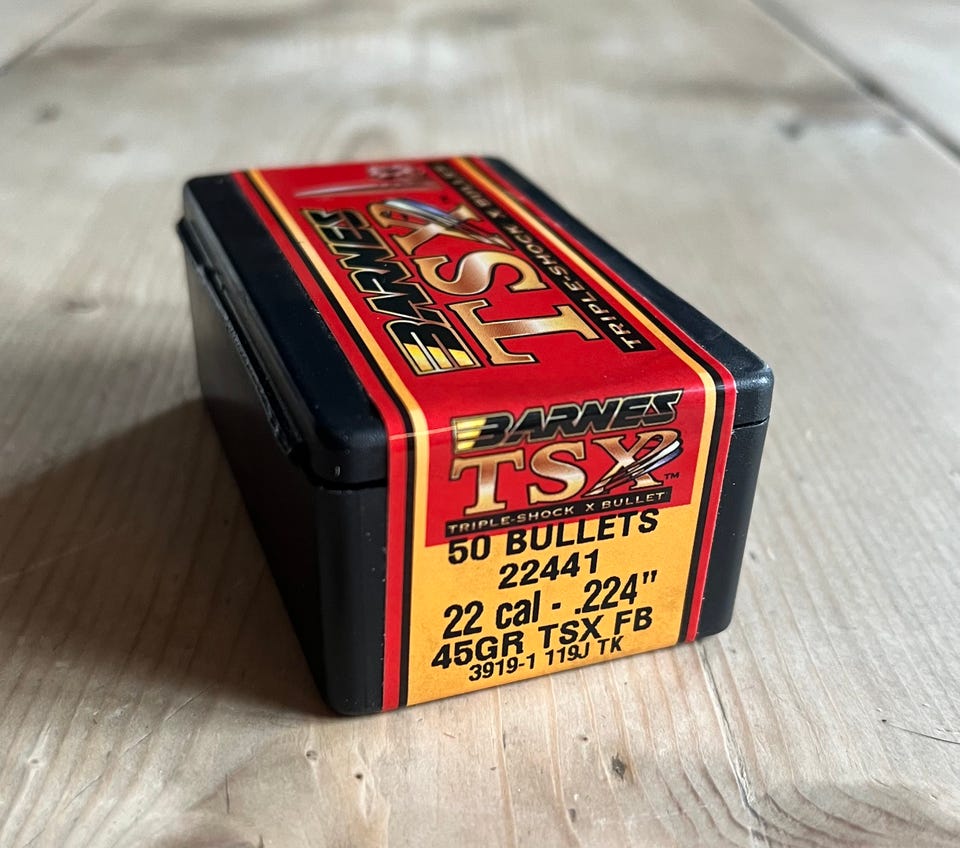 BARNES
TSX
TRIPLE-SHOCK X BULLET
BARNES
TSX™
TRIPLE-SHOCK X BULLET
50 BULLETS
22441
22 cal - .224"
45GR TSX FB
3919-1 119J TK